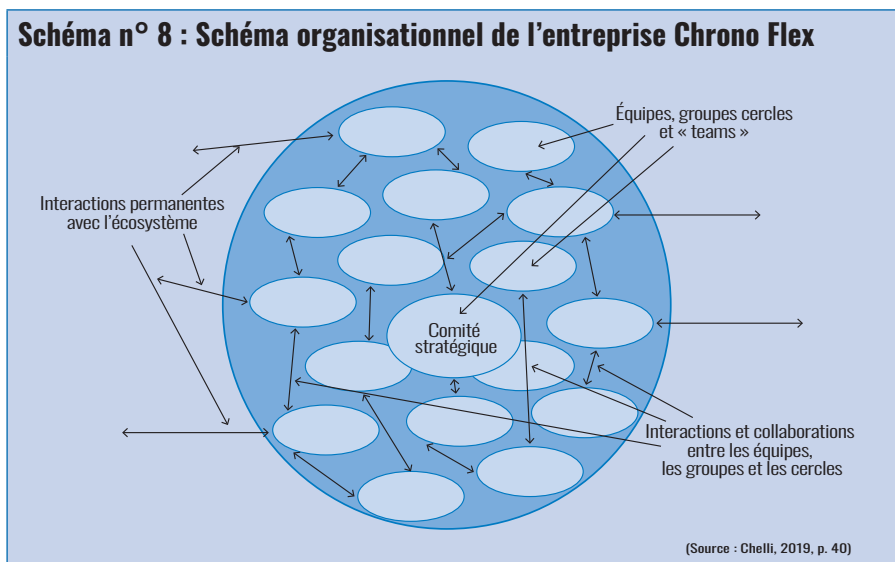 Schéma n° 8 : Schéma organisationnel de l’entreprise Chrono Flex
Équipes, groupes cercles
et « teams »
Interactions permanentes
avec l’écosystème
Comité
stratégique
Interactions et collaborations
entre les équipes,
les groupes et les cercles
(Source : Chelli, 2019, p. 40)